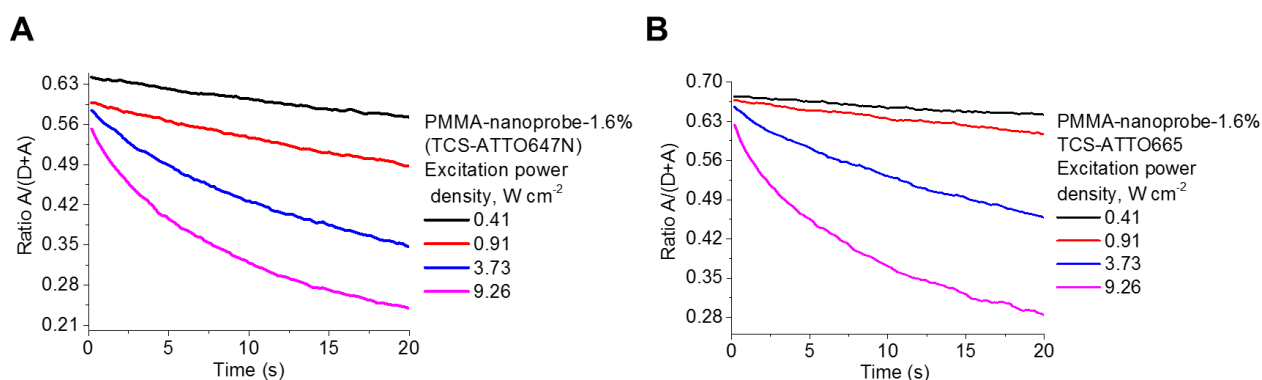 A
Ratio A/(D+A)
0.63
0.56
0.49
0.42
0.35
0.28
0.21
0
5
10
15
20
Time (s)
PMMA-nanoprobe-1.6%
(TCS-ATTO647N)
Excitation power
density, W cm⁻²
0.41
0.91
3.73
9.26
B
Ratio A/(D+A)
0.70
0.63
0.56
0.49
0.42
0.35
0.28
0
5
10
15
20
Time (s)
PMMA-nanoprobe-1.6%
TCS-ATTO665
Excitation power
density, W cm⁻²
0.41
0.91
3.73
9.26